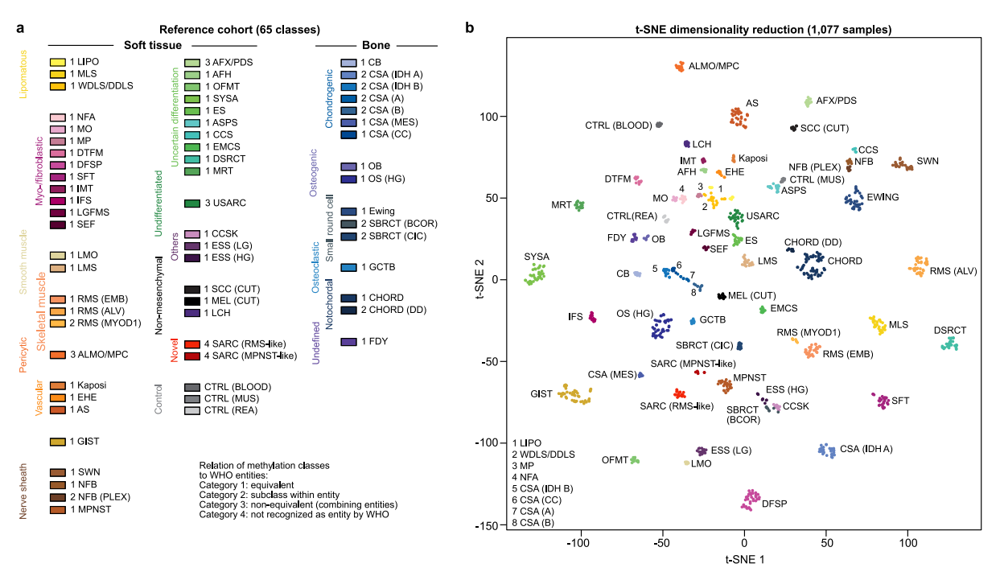 a
Reference cohort (65 classes)
Soft tissue
Bone
Lipomatous
1 LIPO
1 MLS
1 WDLS/DDLS
Myo-/fibroblastic
1 NFA
1 MO
1 MP
1 DTFM
1 DFSP
1 SFT
1 IMT
1 IFS
1 LGFMS
1 SEF
Smooth muscle
1 LMO
1 LMS
Skeletal muscle
1 RMS (EMB)
1 RMS (ALV)
2 RMS (MYOD1)
Pericytic
3 ALMO/MPC
Vascular
1 Kaposi
1 EHE
1 AS
1 GIST
Nerve sheath
1 SWN
1 NFB
2 NFB (PLEX)
1 MPNST
Uncertain differentiation
3 AFX/PDS
1 AFH
1 OFMT
1 SYSA
1 ES
1 ASPS
1 CCS
1 EMCS
1 DSRCT
1 MRT
Undifferentiated
3 USARC
Others
1 CCSK
1 ESS (LG)
1 ESS (HG)
Non-mesenchymal
1 SCC (CUT)
1 MEL (CUT)
1 LCH
Novel
4 SARC (RMS-like)
4 SARC (MPNST-like)
Control
CTRL (BLOOD)
CTRL (MUS)
CTRL (REA)
Chondrogenic
1 CB
2 CSA (IDH A)
2 CSA (IDH B)
2 CSA (A)
2 CSA (B)
1 CSA (MES)
1 CSA (CC)
Osteogenic
1 OB
1 OS (HG)
Small round cell
1 Ewing
2 SBRCT (BCOR)
2 SBRCT (CIC)
Osteoclastic
1 GCTB
Notochordal
1 CHORD
2 CHORD (DD)
Undefined
1 FDY
Relation of methylation classes
to WHO entities:
Category 1: equivalent
Category 2: subclass within entity
Category 3: non-equivalent (combining entities)
Category 4: not recognized as entity by WHO
b
t-SNE dimensionality reduction (1,077 samples)
t-SNE 2
100
50
0
-50
-100
-150
ALMO/MPC
AS
AFX/PDS
CTRL (BLOOD)
SCC (CUT)
LCH
CCS
Kaposi
IMT
NFB
SWN
NFB (PLEX)
AFH
EHE
DTFM
CTRL (MUS)
3
1
4
MO
ASPS
EWING
MRT
2
CTRL(REA)
USARC
LGFMS
FDY
OB
ES
CHORD (DD)
SEF
SYSA
LMS
CHORD
5
6
RMS (ALV)
CB
7
8
MEL (CUT)
EMCS
OS (HG)
IFS
GCTB
MLS
RMS (MYOD1)
DSRCT
SBRCT (CIC)
RMS (EMB)
SARC (MPNST-like)
CSA (MES)
MPNST
GIST
ESS (HG)
SFT
SARC (RMS-like)
CCSK
SBRCT
(BCOR)
ESS (LG)
CSA (IDH A)
OFMT
LMO
DFSP
1 LIPO
2 WDLS/DDLS
3 MP
4 NFA
5 CSA (IDH B)
6 CSA (CC)
7 CSA (A)
8 CSA (B)
-100
-50
0
50
100
t-SNE 1